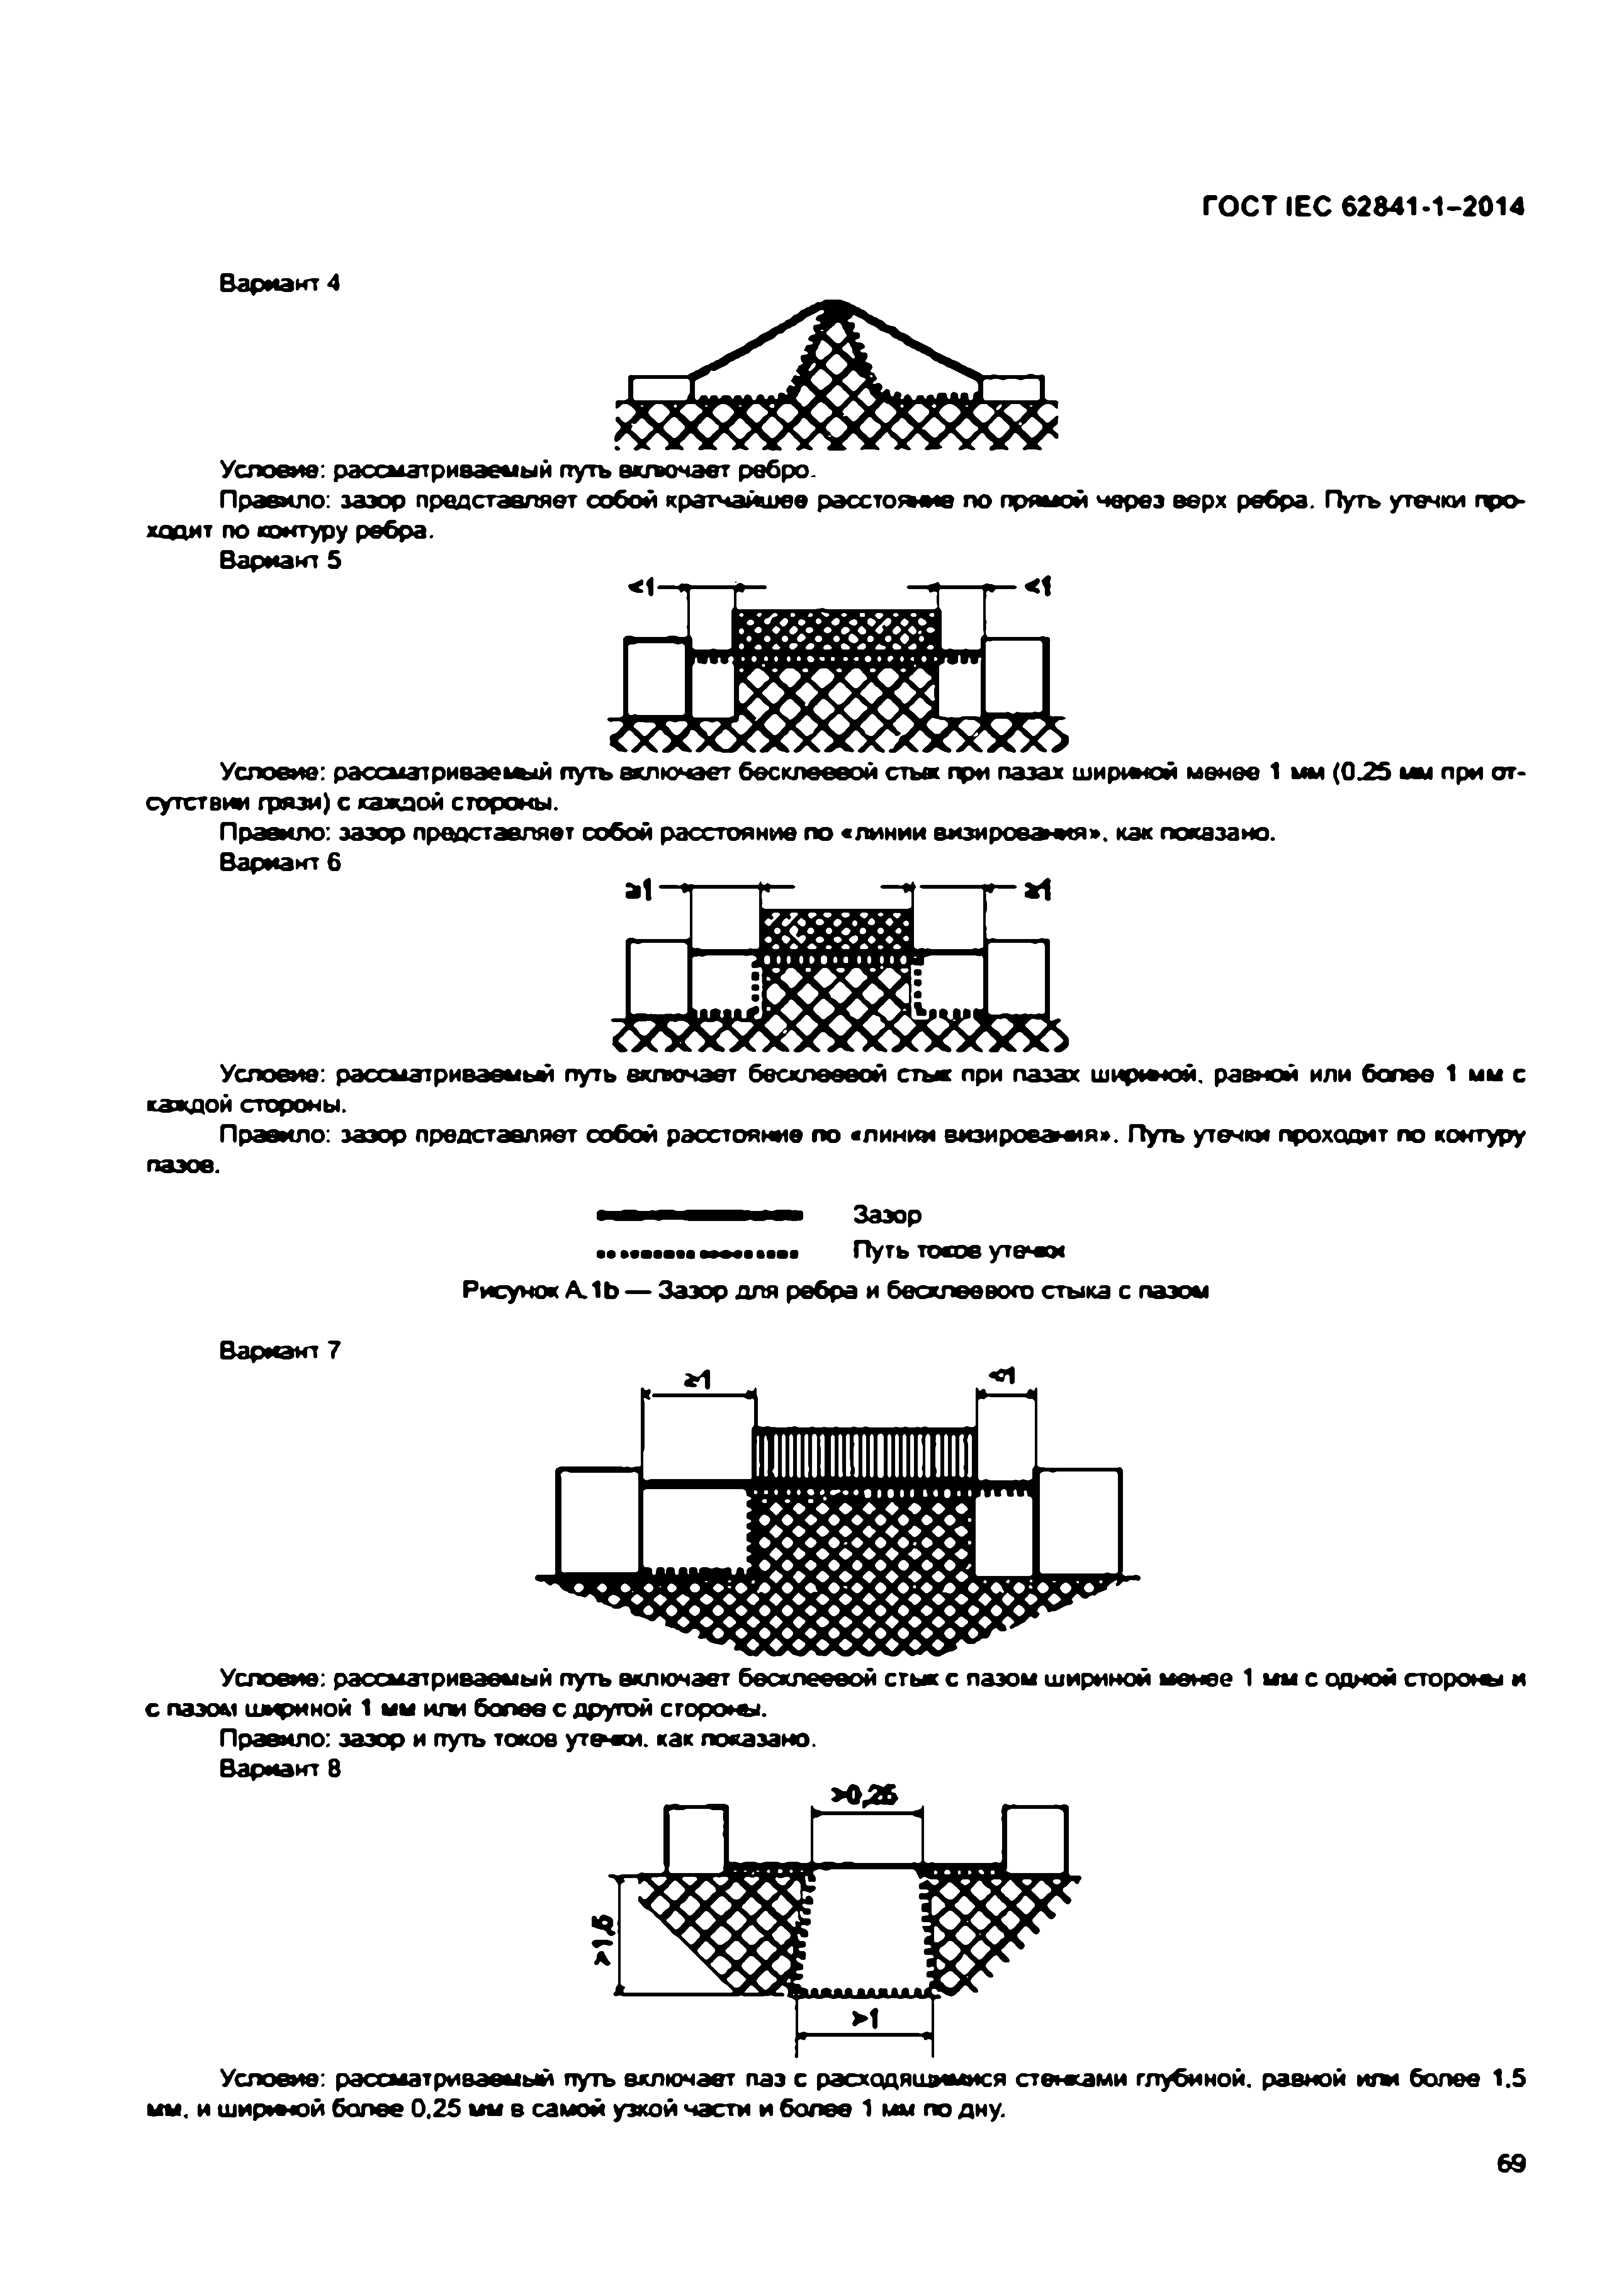 ГОСТ IEC 62841-1–2014
Вариант 4
Условие: рассматриваемый путь включает ребро.
Правило: зазор представляет собой кратчайшее расстояние по прямой через верх ребра. Путь утечки про-
ходит по контуру ребра.
Вариант 5
<1 <1
Условие: рассматриваемый путь включает бесклеевой стык при пазах шириной менее 1 мм (0.25 мм при от-
сутствии грязи) с каждой стороны.
Правило: зазор представляет собой расстояние по «линии визирования», как показано.
Вариант 6
≥1 ≥1
Условие: рассматриваемый путь включает бесклеевой стык при пазах шириной, равной или более 1 мм с
каждой стороны.
Правило: зазор представляет собой расстояние по «линии визирования». Путь утечки проходит по контуру
пазов.
Зазор
Путь токов утечки
Рисунок А.1b — Зазор для ребра и бесклеевого стыка с пазом
Вариант 7
≥1 <1
Условие: рассматриваемый путь включает бесклеевой стык с пазом шириной менее 1 мм с одной стороны и
с пазом шириной 1 мм или более с другой стороны.
Правило: зазор и путь токов утечки, как показано.
Вариант 8
>0,25
>1,5
>1
Условие: рассматриваемый путь включает паз с расходящимися стенками глубиной, равной или более 1.5
мм, и шириной более 0,25 мм в самой узкой части и более 1 мм по дну.
69